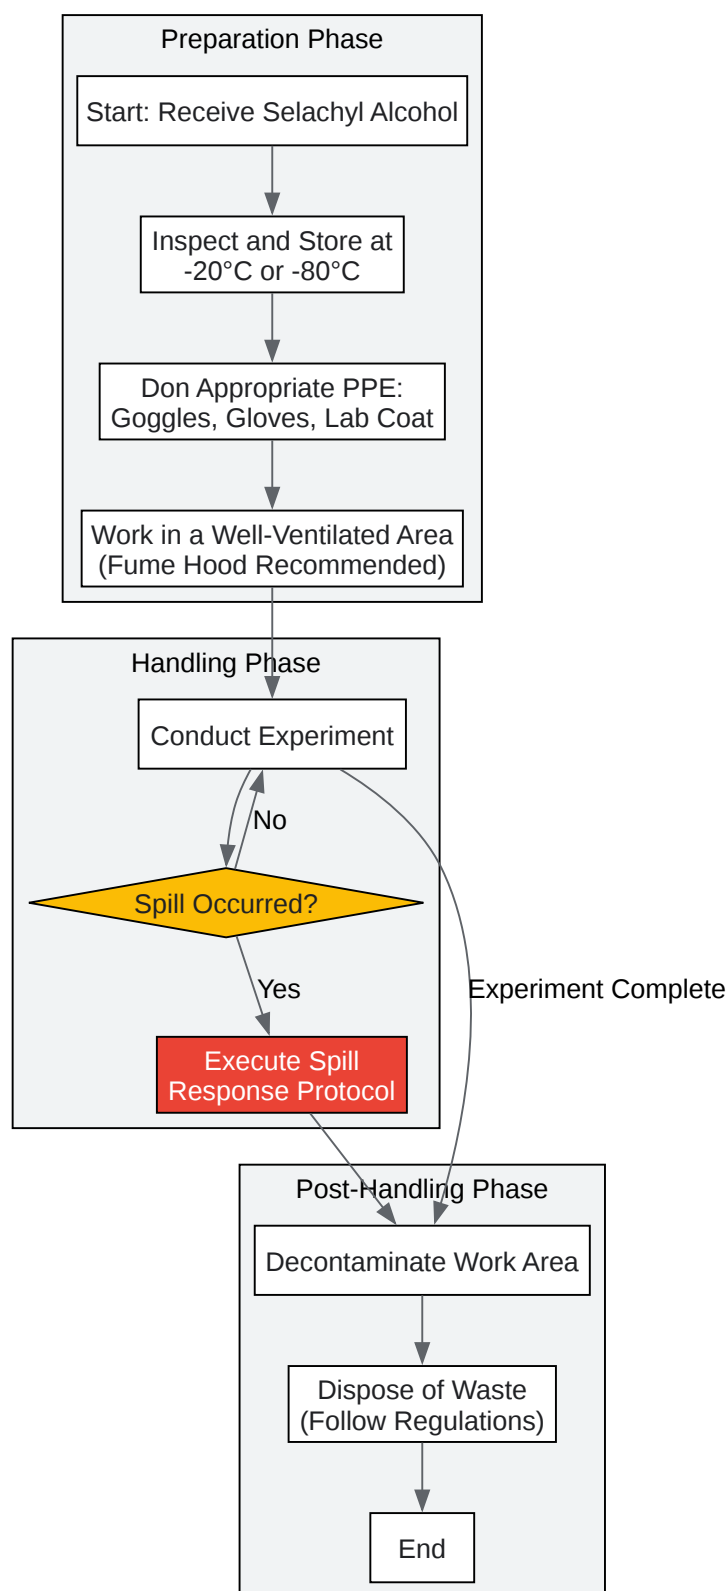 Preparation Phase
Start: Receive Selachyl Alcohol
Inspect and Store at
-20°C or -80°C
Don Appropriate PPE:
Goggles, Gloves, Lab Coat
Work in a Well-Ventilated Area
(Fume Hood Recommended)
Handling Phase
Conduct Experiment
No
Spill Occurred?
Yes
Experiment Complete
Execute Spill
Response Protocol
Post-Handling Phase
Decontaminate Work Area
Dispose of Waste
(Follow Regulations)
End